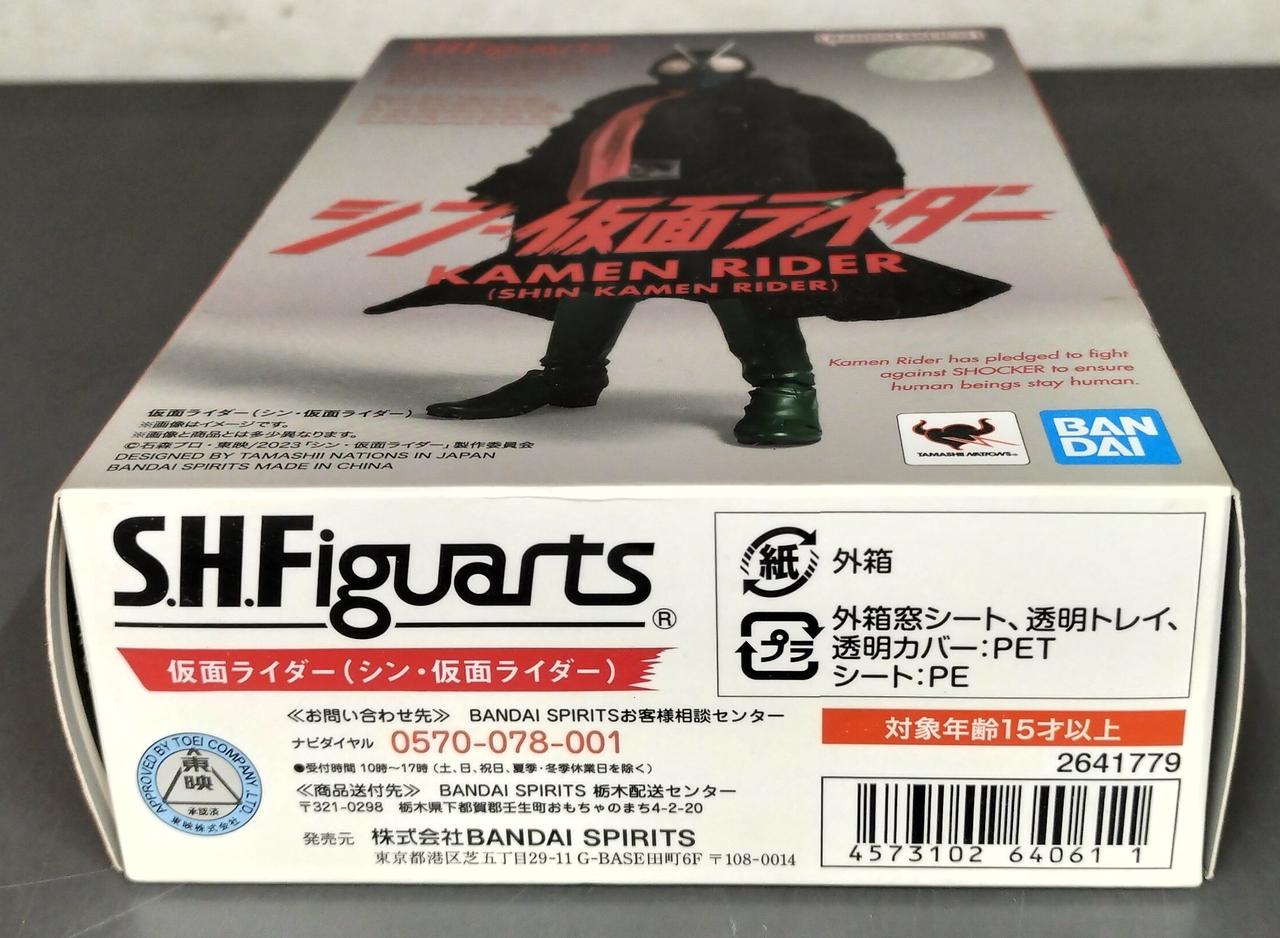 S.H.Figuarts
シン・仮面ライダー
KAMEN RIDER
(SHIN KAMEN RIDER)
Kamen Rider has pledged to fight
against SHOCKER to ensure
human beings stay human.
仮面ライダー(シン・仮面ライダー)
※画像はイメージです。
※画像と商品とは多少異なります。
©石森プロ・東映/2023「シン・仮面ライダー」製作委員会
DESIGNED BY TAMASHII NATIONS IN JAPAN
BANDAI SPIRITS MADE IN CHINA
TAMASHII NATIONS®
BAN
DAI
S.H.Figuarts®
仮面ライダー(シン・仮面ライダー)
紙 外箱
プラ 外箱窓シート、透明トレイ、
透明カバー:PET
シート:PE
≪お問い合わせ先≫ BANDAI SPIRITSお客様相談センター
ナビダイヤル 0570-078-001
●受付時間 10時〜17時(土、日、祝日、夏季・冬季休業日を除く)
≪商品送付先≫ BANDAI SPIRITS 栃木配送センター
〒321-0298 栃木県下都賀郡壬生町おもちゃのまち4-2-20
発売元 株式会社BANDAI SPIRITS
東京都港区芝五丁目29-11 G-BASE田町6F 〒108-0014
APPROVED BY TOEI COMPANY, LTD.
東映
承認済
東映株式会社
対象年齢15才以上
2641779
4573102 64061 1